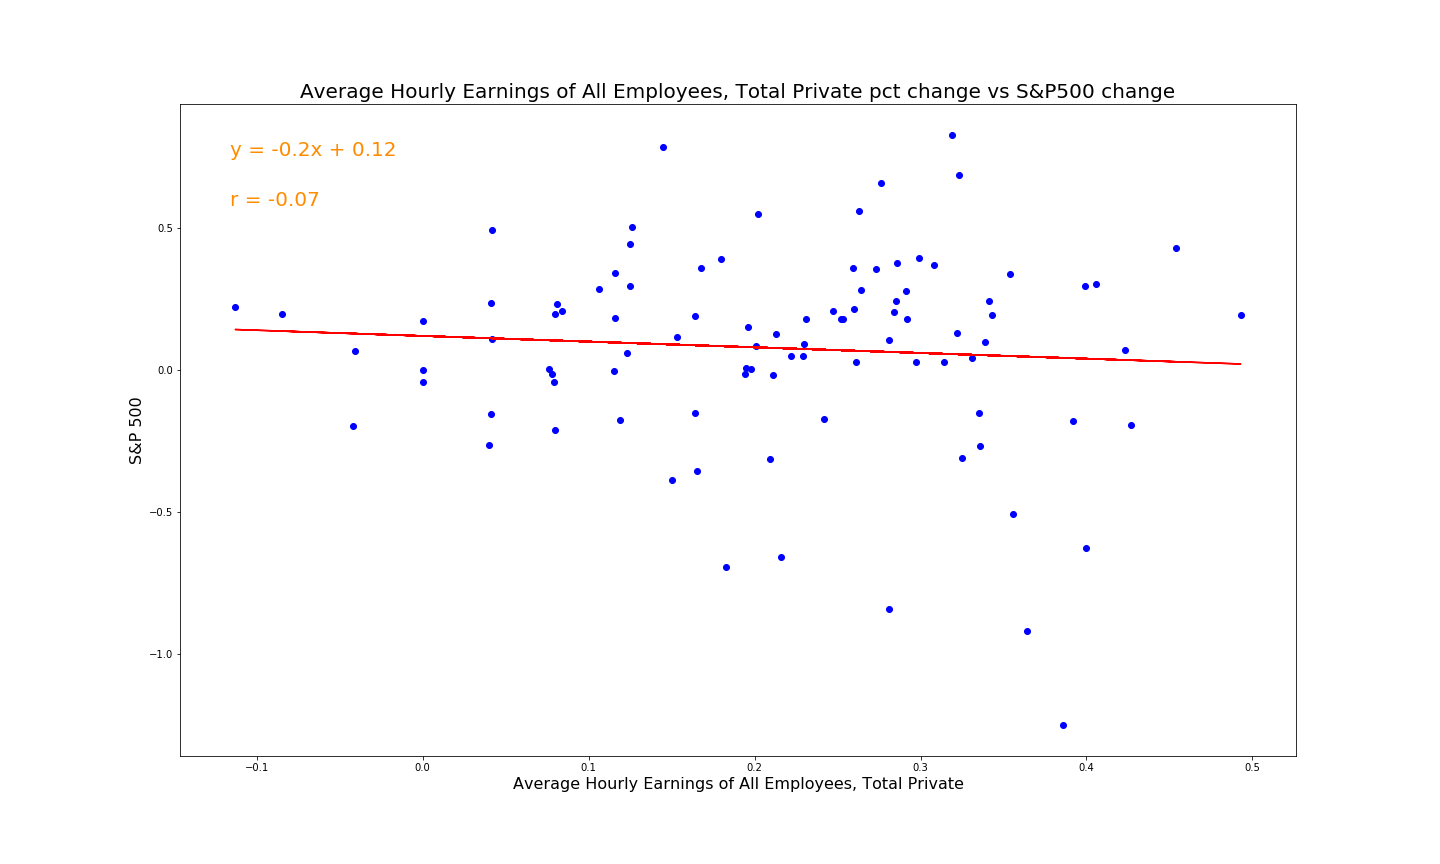 Average Hourly Earnings of All Employees, Total Private pct change vs S&P500 change
y = -0.2x + 0.12
r = -0.07
0.5
0.0
−0.5
−1.0
S&P 500
−0.1 0.0 0.1 0.2 0.3 0.4 0.5
Average Hourly Earnings of All Employees, Total Private